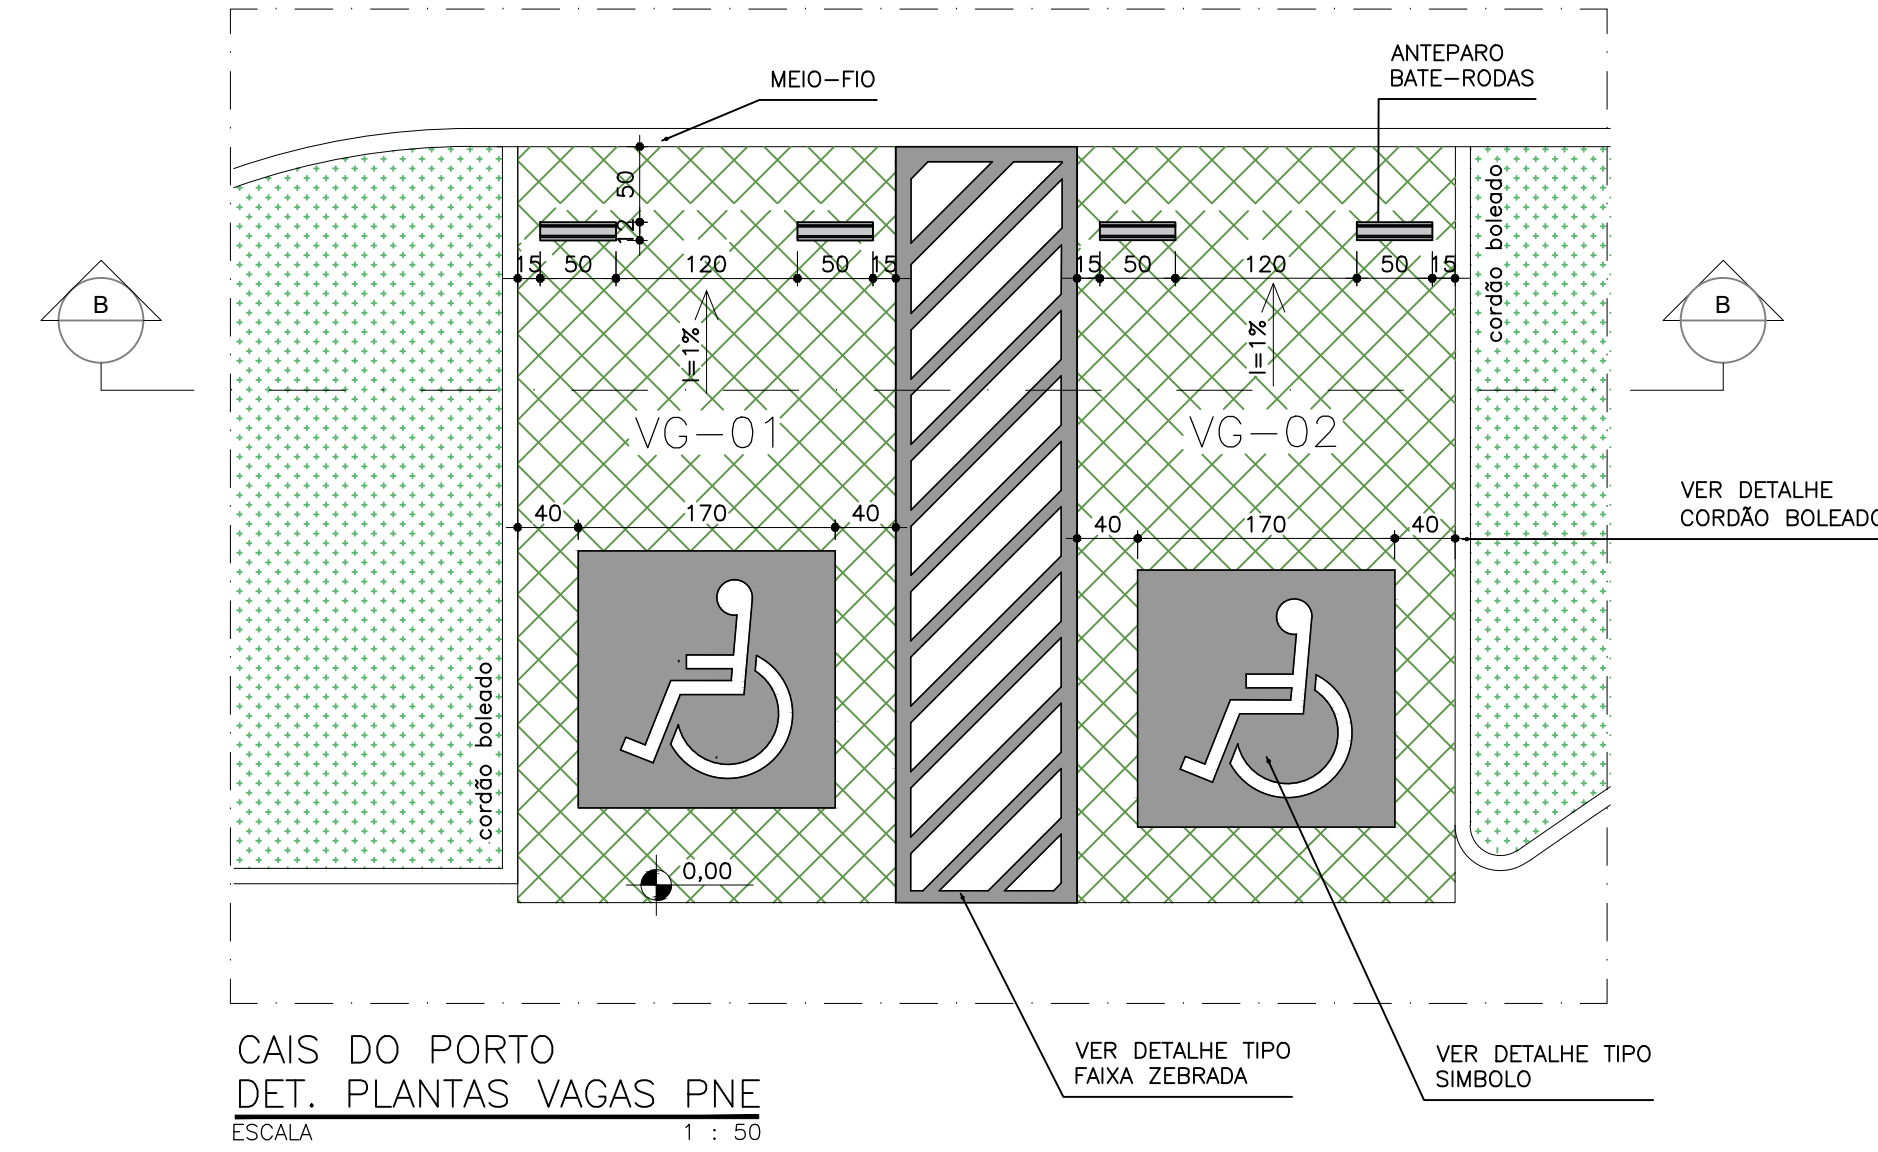 ANTEPARO
BATE-RODAS
MEIO-FIO
50
12
15 50 120 50 15
15 50 120 50 15
cordão boleado
B
B
I=1%
I=1%
VG-01
VG-02
VER DETALHE
CORDÃO BOLEADO
40 170 40
40 170 40
cordão boleado
0,00
CAIS DO PORTO
DET. PLANTAS VAGAS PNE
ESCALA 1 : 50
VER DETALHE TIPO
FAIXA ZEBRADA
VER DETALHE TIPO
SIMBOLO